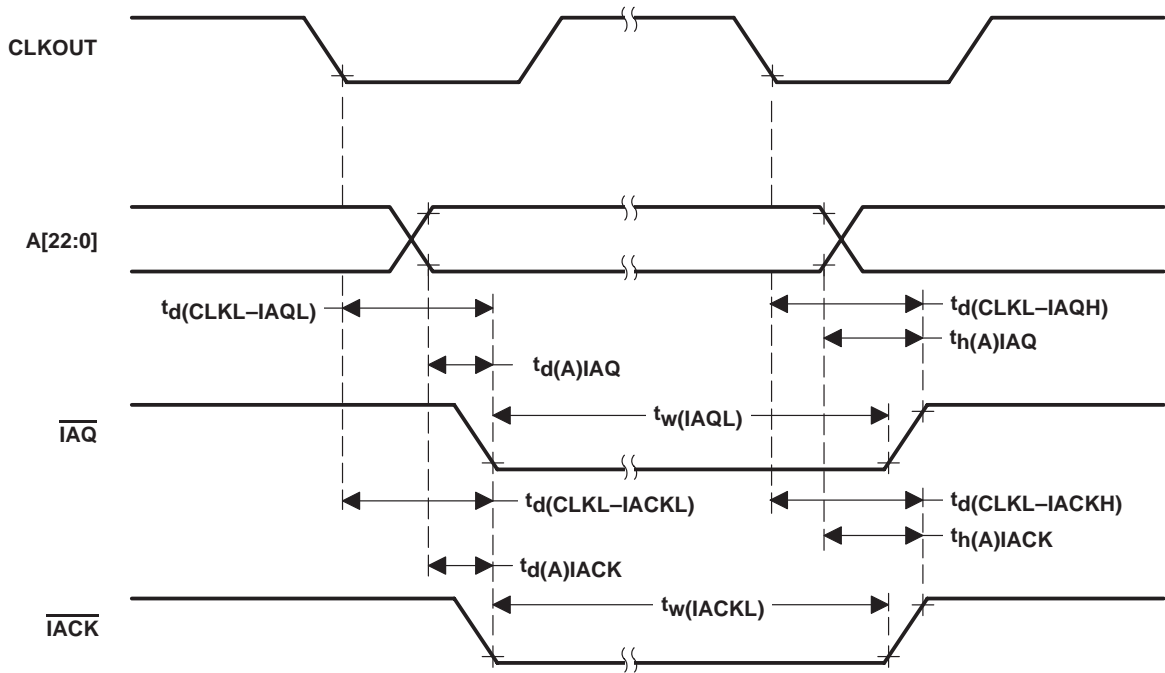 CLKOUT
A[22:0]
td(CLKL–IAQL)
td(CLKL–IAQH)
th(A)IAQ
td(A)IAQ
tw(IAQL)
IAQ
td(CLKL–IACKL)
td(CLKL–IACKH)
th(A)IACK
td(A)IACK
tw(IACKL)
IACK